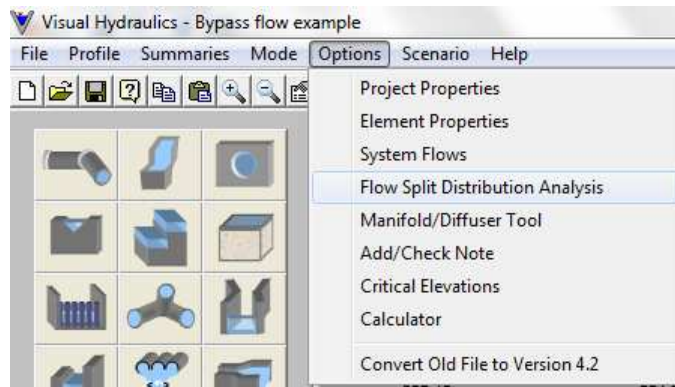 Visual Hydraulics - Bypass flow example
File Profile Summaries Mode Options Scenario Help
Project Properties
Element Properties
System Flows
Flow Split Distribution Analysis
Manifold/Diffuser Tool
Add/Check Note
Critical Elevations
Calculator
Convert Old File to Version 4.2